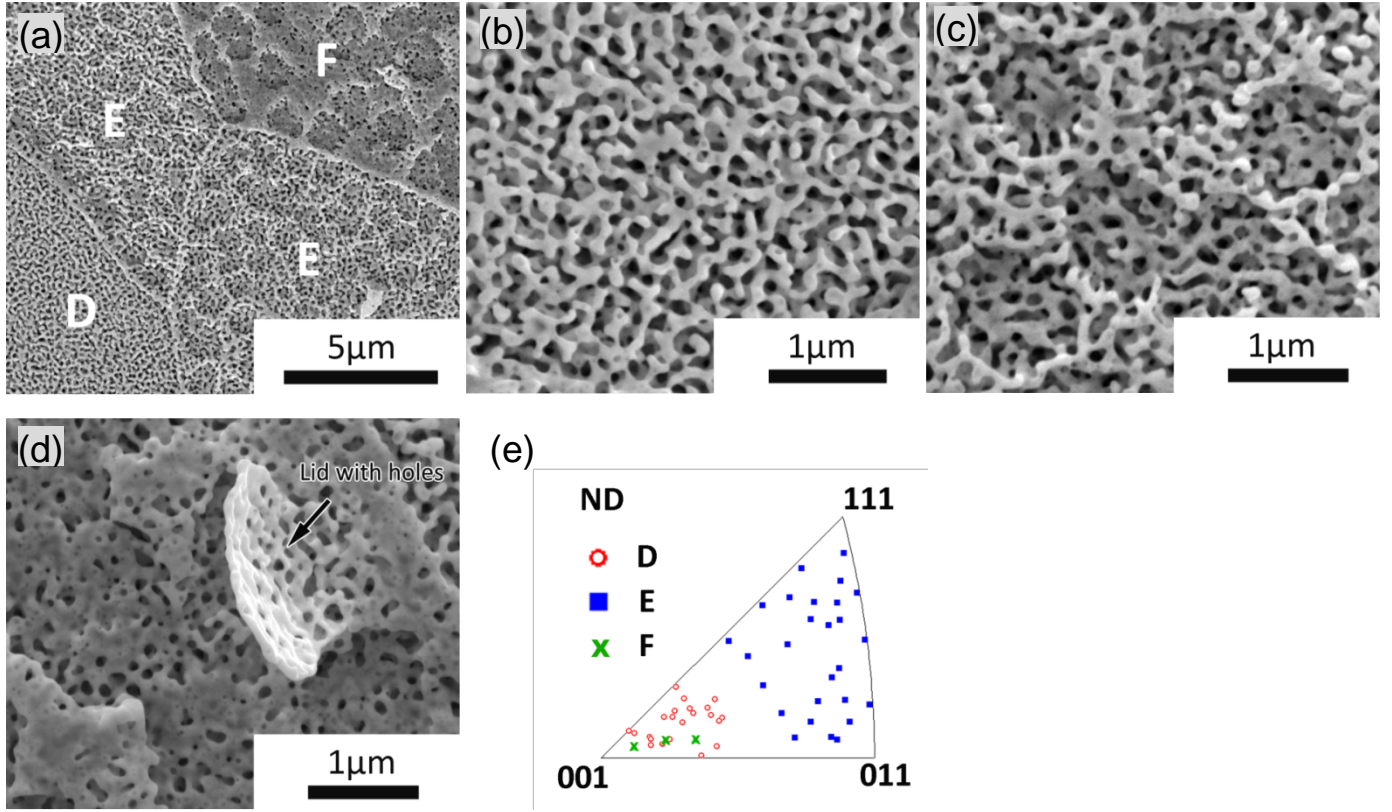 (a)
F
E
E
D
5μm
(b)
1μm
(c)
1μm
(d)
Lid with holes
1μm
(e)
ND
111
D
E
F
001
011